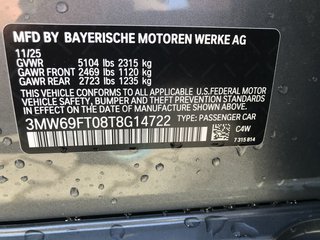 MFD BY BAYERISCHE MOTOREN WERKE AG
11/25
GVWR 5104 lbs 2315 kg
GAWR FRONT 2469 lbs 1120 kg
GAWR REAR 2723 lbs 1235 kg
THIS VEHICLE CONFORMS TO ALL APPLICABLE U.S.FEDERAL MOTOR
VEHICLE SAFETY, BUMPER, AND THEFT PREVENTION STANDARDS
IN EFFECT ON THE DATE OF MANUFACTURE SHOWN ABOVE.
3MW69FT08T8G14722 TYPE: PASSENGER CAR
C4W
7 315 814